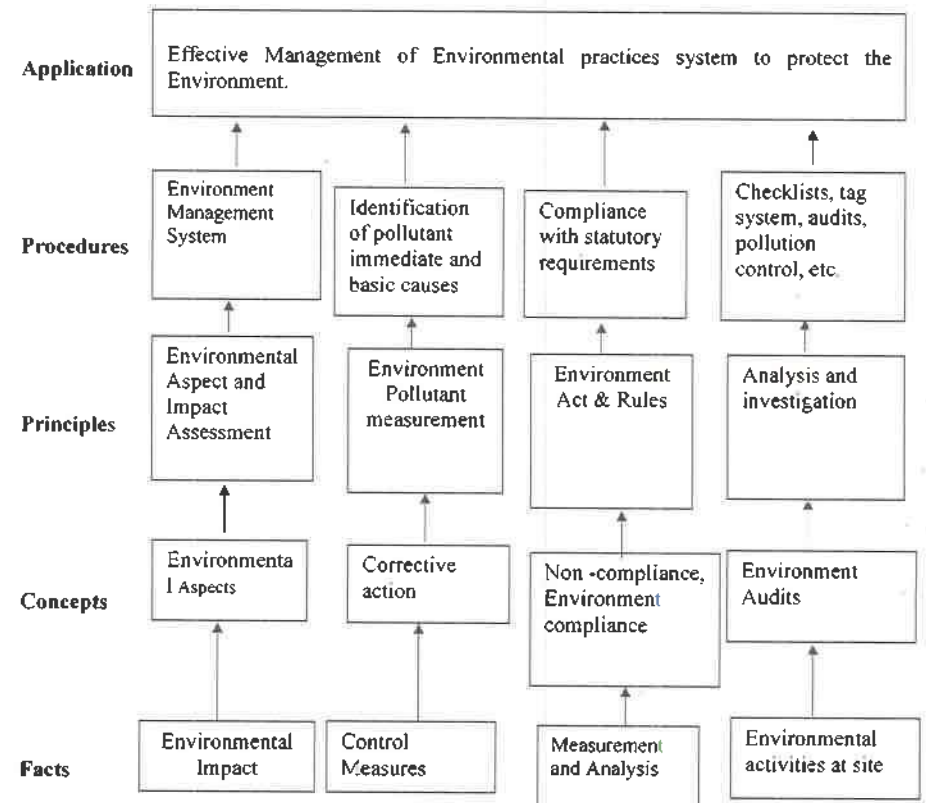 Application
Effective Management of Environmental practices system to protect the
Environment.
Procedures
Environment
Management
System
Identification
of pollutant
immediate and
basic causes
Compliance
with statutory
requirements
Checklists, tag
system, audits,
pollution
control, etc.
Principles
Environmental
Aspect and
Impact
Assessment
Environment
Pollutant
measurement
Environment
Act & Rules
Analysis and
investigation
Concepts
Environmenta
l Aspects
Corrective
action
Non -compliance,
Environment
compliance
Environment
Audits
Facts
Environmental
Impact
Control
Measures
Measurement
and Analysis
Environmental
activities at site